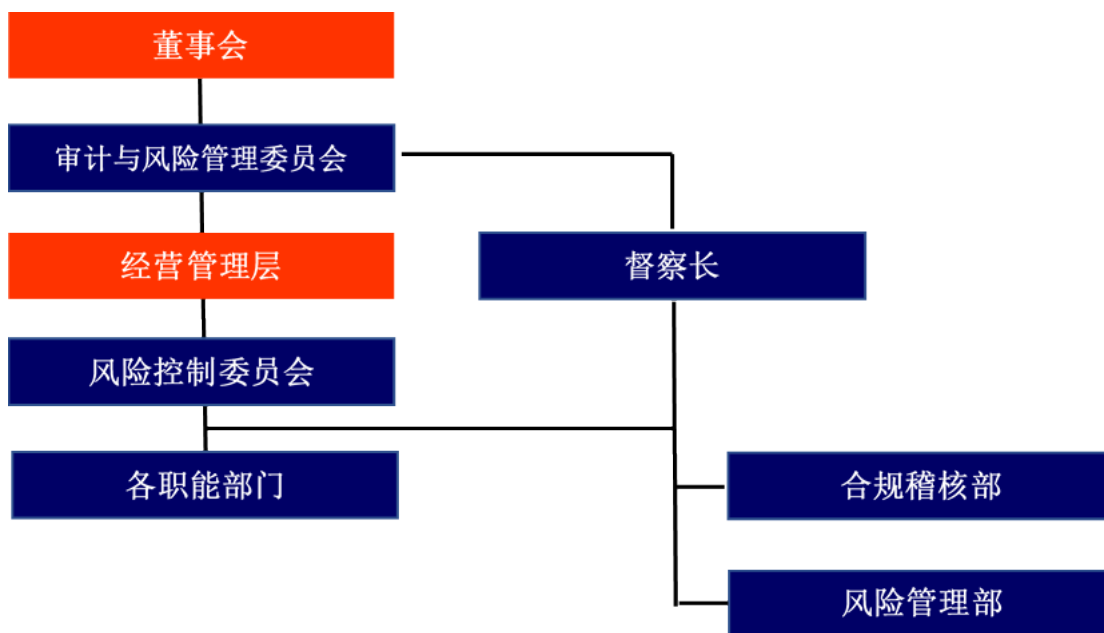 董事会
审计与风险管理委员会
经营管理层
督察长
风险控制委员会
各职能部门
合规稽核部
风险管理部